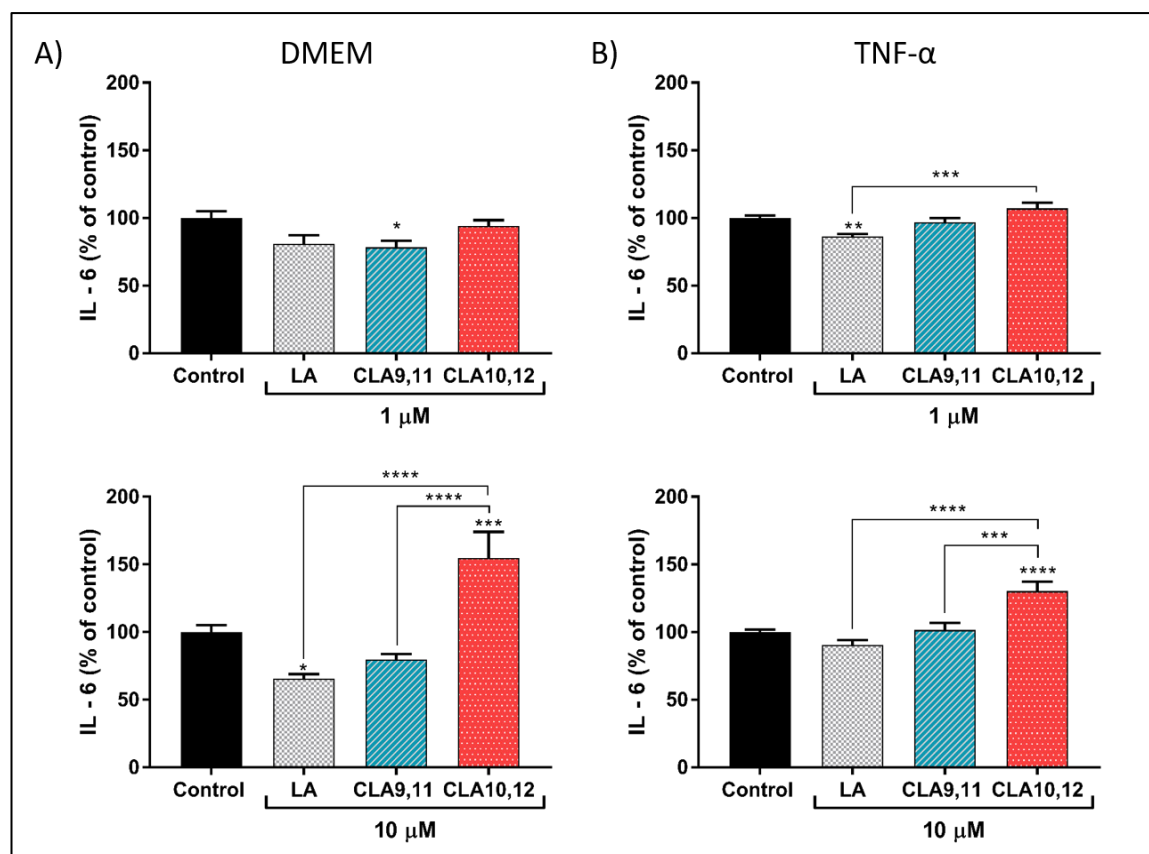 A) DMEM
200
150
100
50
0
IL - 6 (% of control)
*
Control LA CLA9,11 CLA10,12
1 μM
B) TNF-α
200
150
100
50
0
IL - 6 (% of control)
***
**
Control LA CLA9,11 CLA10,12
1 μM
200
150
100
50
0
IL - 6 (% of control)
****
****
***
*
Control LA CLA9,11 CLA10,12
10 μM
200
150
100
50
0
IL - 6 (% of control)
****
***
****
Control LA CLA9,11 CLA10,12
10 μM